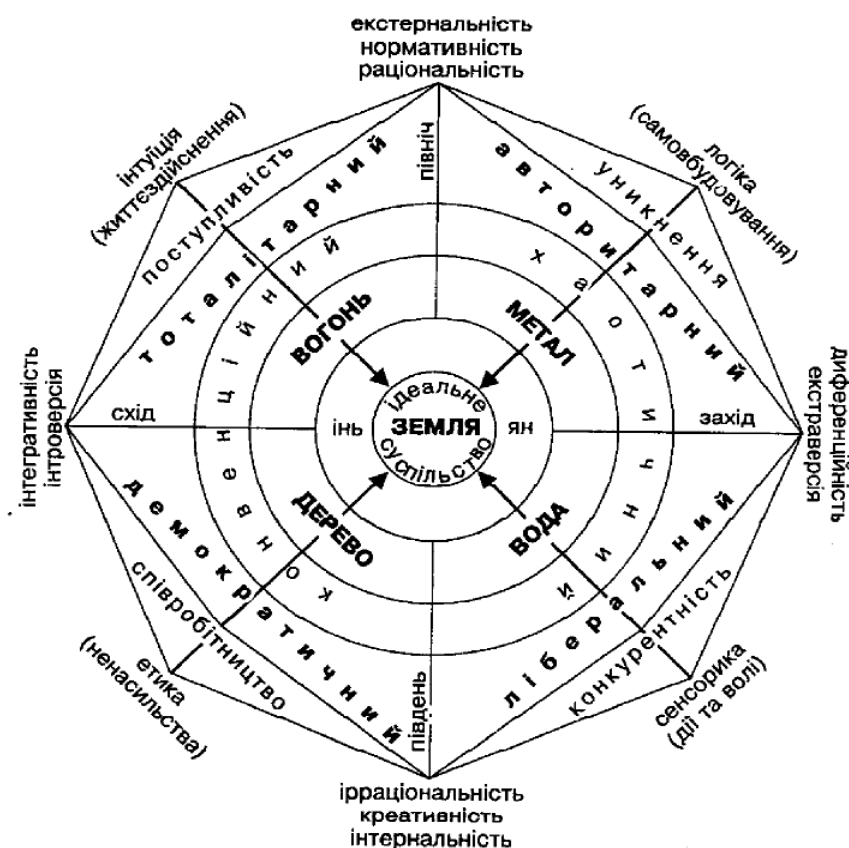 екстернальність
нормативність
раціональність
інтуїція
(життєздійснення)
логіка
(самовбудовування)
поступливість
уникнення
тоталітарний
авторитарний
північ
конвенційний
хаотичний
ВОГОНЬ
МЕТАЛ
інтегративність
інтроверсія
схід
інь
ідеальне
ЗЕМЛЯ
суспільство
ян
захід
диференційність
екстраверсія
ДЕРЕВО
ВОДА
демократичний
ліберальний
південь
співробітництво
конкурентність
етика
(ненасильства)
сенсорика
(дії та волі)
ірраціональність
креативність
інтернальність